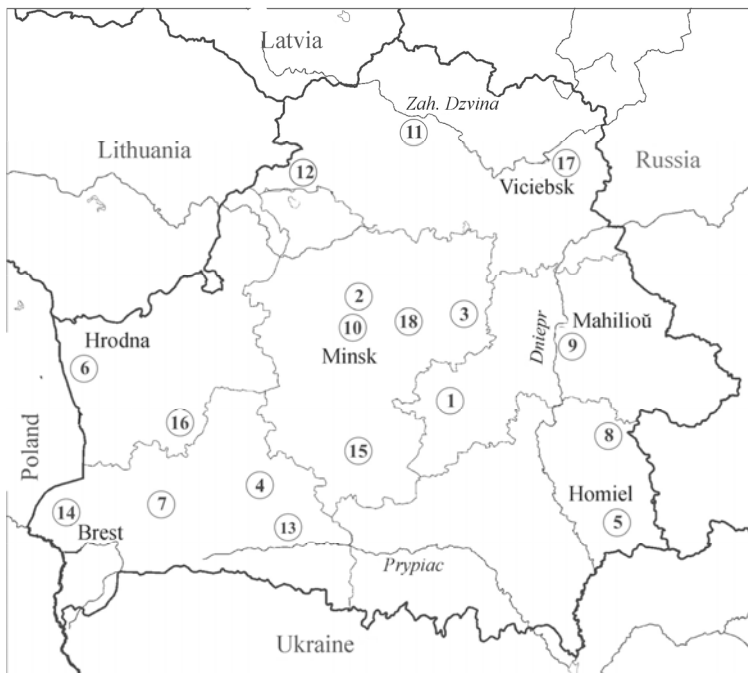 Latvia
Zah. Dzvina
11
Lithuania
17
Russia
12
Viciebsk
2
3
Hrodna
10
18
Mahilioŭ
Minsk
Dniepr
9
6
1
16
Poland
8
15
4
Homiel
7
14
5
Brest
13
Prypiac
Ukraine